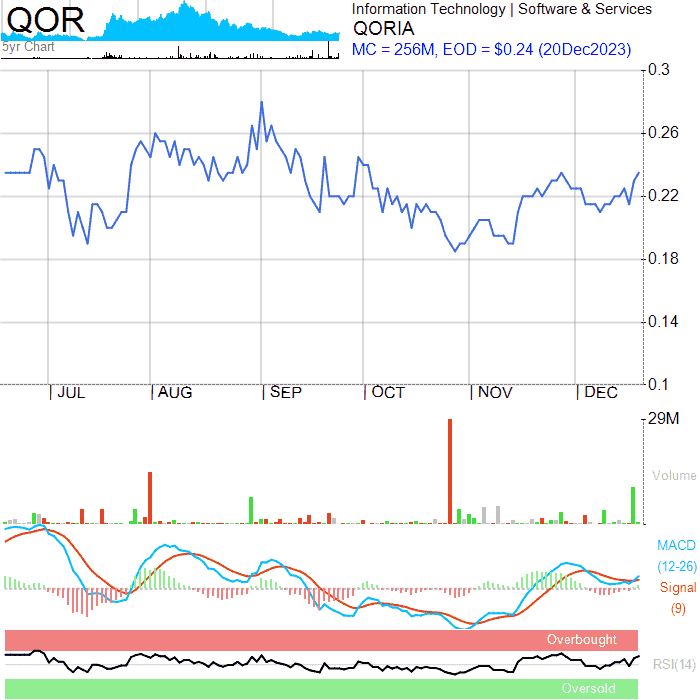 QOR
5yr Chart
Information Technology | Software & Services
QORIA
MC = 256M, EOD = $0.24 (20Dec2023)
0.3
0.26
0.22
0.18
0.14
0.1
| JUL | AUG | SEP | OCT | NOV | DEC
29M
Volume
MACD
(12-26)
Signal
(9)
Overbought
RSI(14)
Oversold